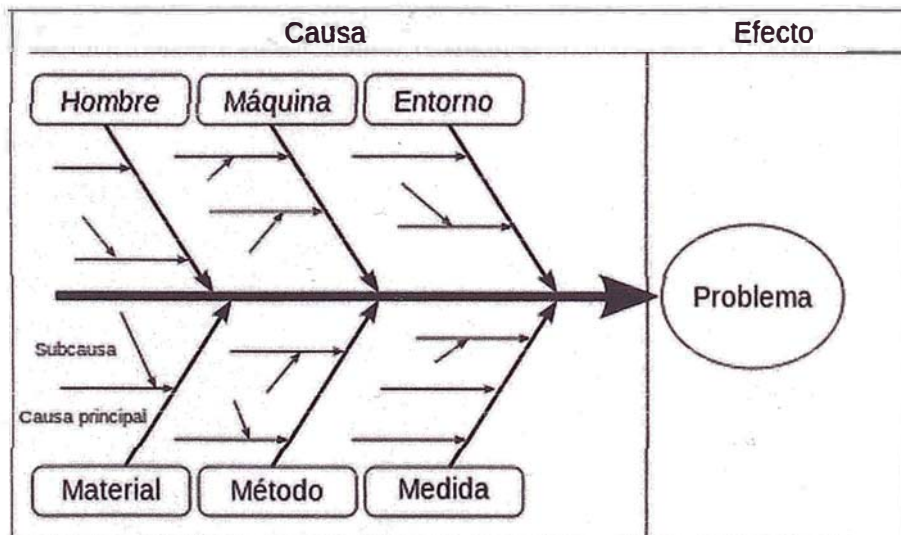 Causa Efecto
Hombre Máquina Entorno
Problema
Subcausa
Causa principal
Material Método Medida